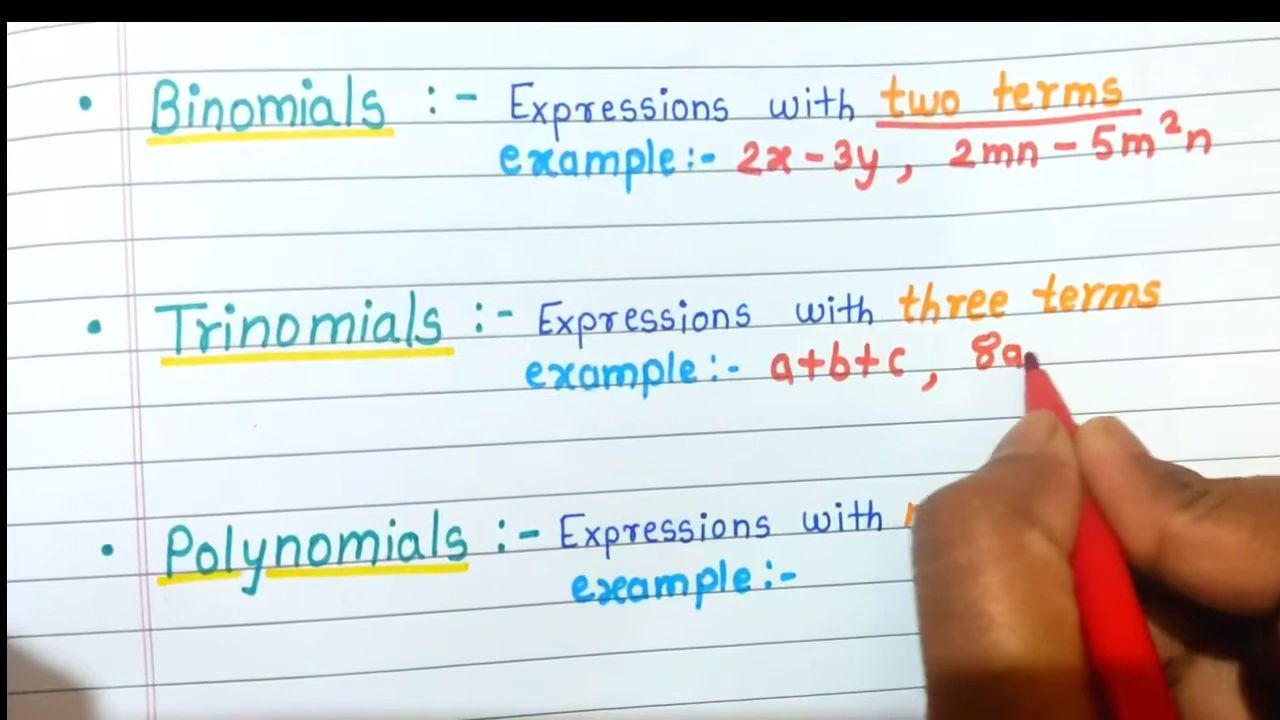 • Binomials :- Expressions with two terms
example:- 2x - 3y , 2mn - 5m²n
• Trinomials :- Expressions with three terms
example:- a+b+c , 8a
• Polynomials :- Expressions with
example:-